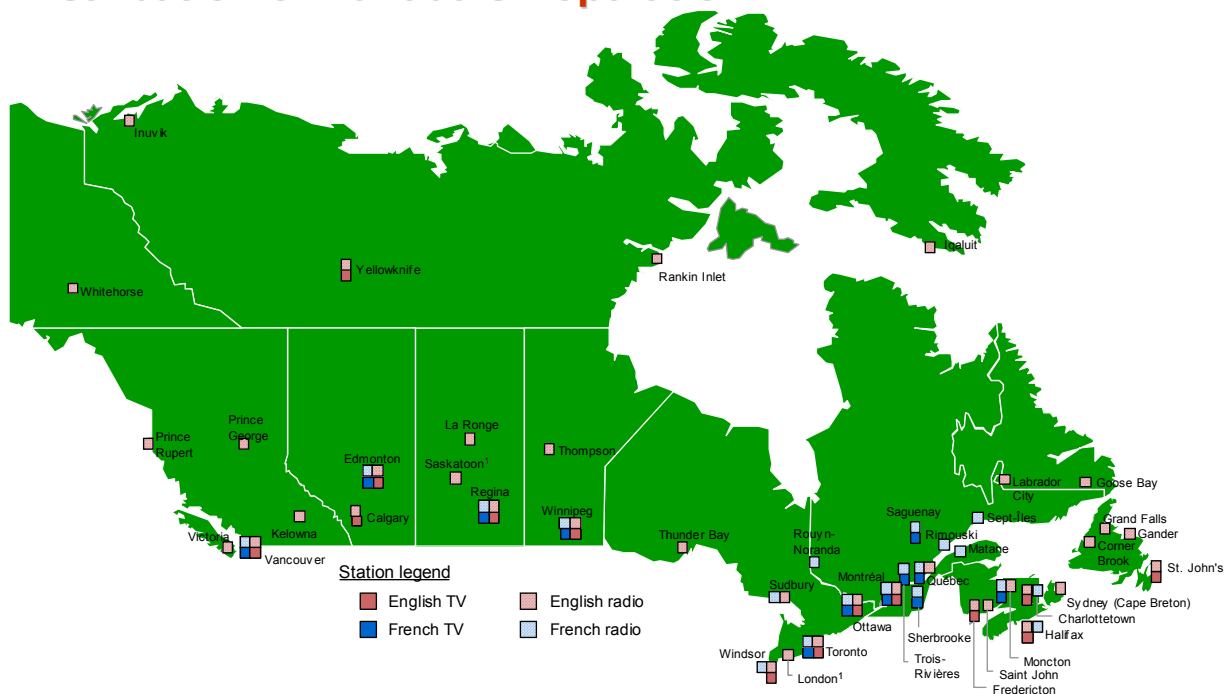 Inuvik
Iqaluit
Yellowknife
Rankin Inlet
Whitehorse
Prince
Rupert
Prince
George
La Ronge
Thompson
Edmonton
Saskatoon¹
Regina
Calgary
Kelowna
Winnipeg
Victoria
Vancouver
Thunder Bay
Rouyn-
Noranda
Saguenay
Sept-Îles
Rimouski
Matane
Labrador
City
Goose Bay
Grand Falls
Gander
Corner
Brook
St. John's
Sudbury
Montréal
Québec
Ottawa
Sherbrooke
Trois-
Rivières
Sydney (Cape Breton)
Charlottetown
Halifax
Moncton
Saint John
Fredericton
Windsor
London¹
Toronto
Station legend
English TV
English radio
French TV
French radio